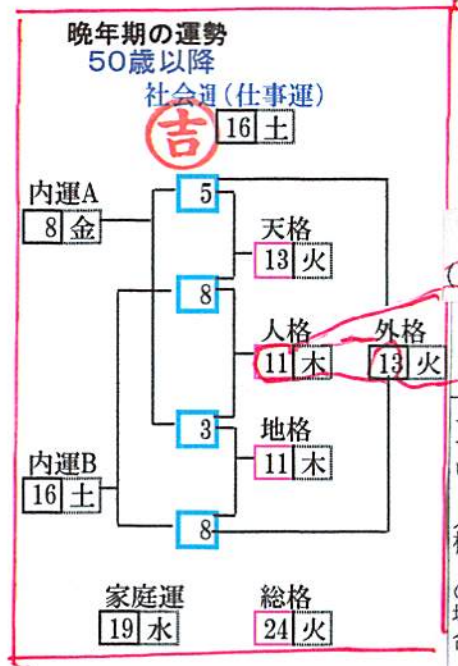 晩年期の運勢
50歳以降
社会運(仕事運)
吉 16 土
内運A
8 金
5
天格
13 火
8
人格 外格
11 木 13 火
3
地格
11 木
内運B
16 土
8
家庭運 総格
19 水 24 火